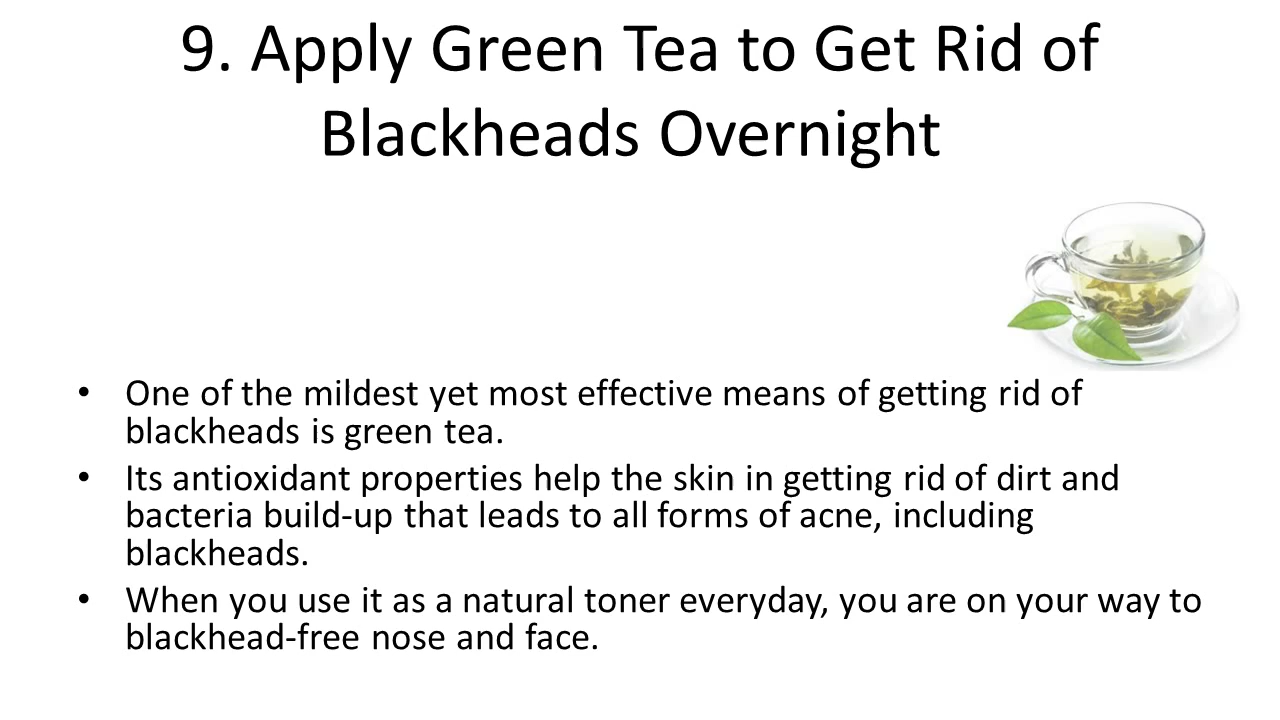 9. Apply Green Tea to Get Rid of
Blackheads Overnight
• One of the mildest yet most effective means of getting rid of
blackheads is green tea.
• Its antioxidant properties help the skin in getting rid of dirt and
bacteria build-up that leads to all forms of acne, including
blackheads.
• When you use it as a natural toner everyday, you are on your way to
blackhead-free nose and face.